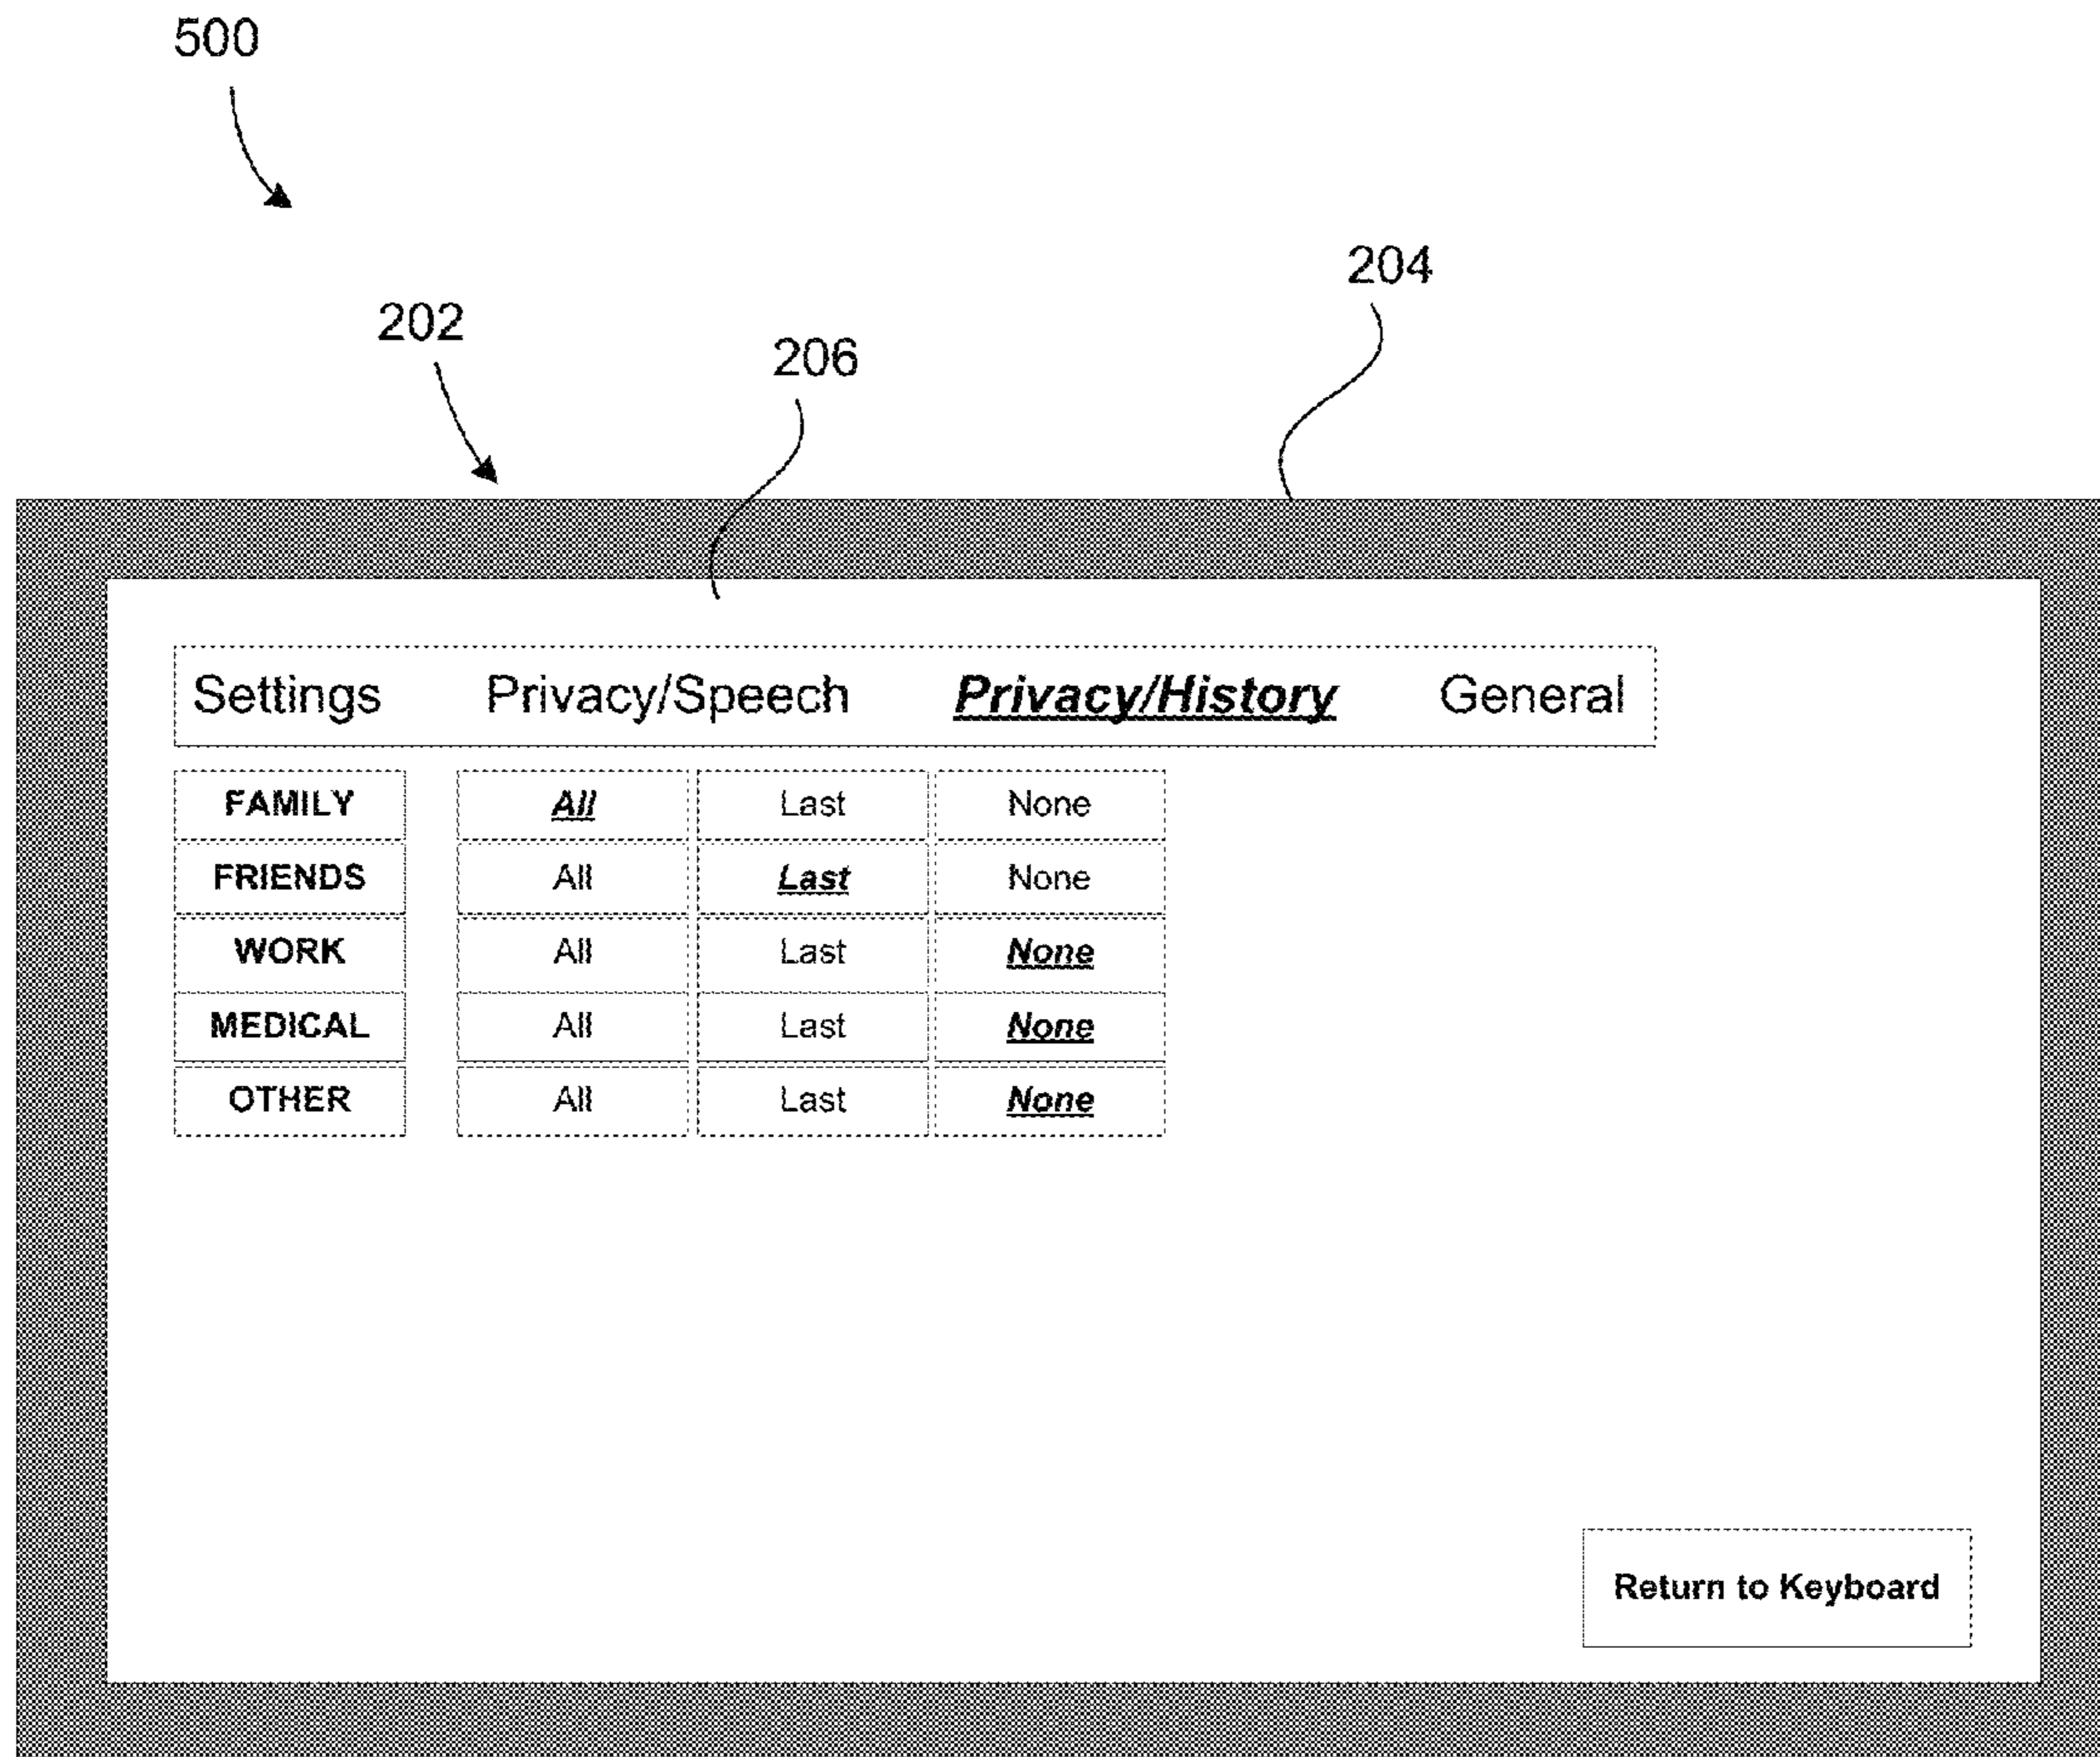 500
204
202
206
Settings Privacy/Speech Privacy/History General
FAMILY All Last None
FRIENDS All Last None
WORK All Last None
MEDICAL All Last None
OTHER All Last None
Return to Keyboard